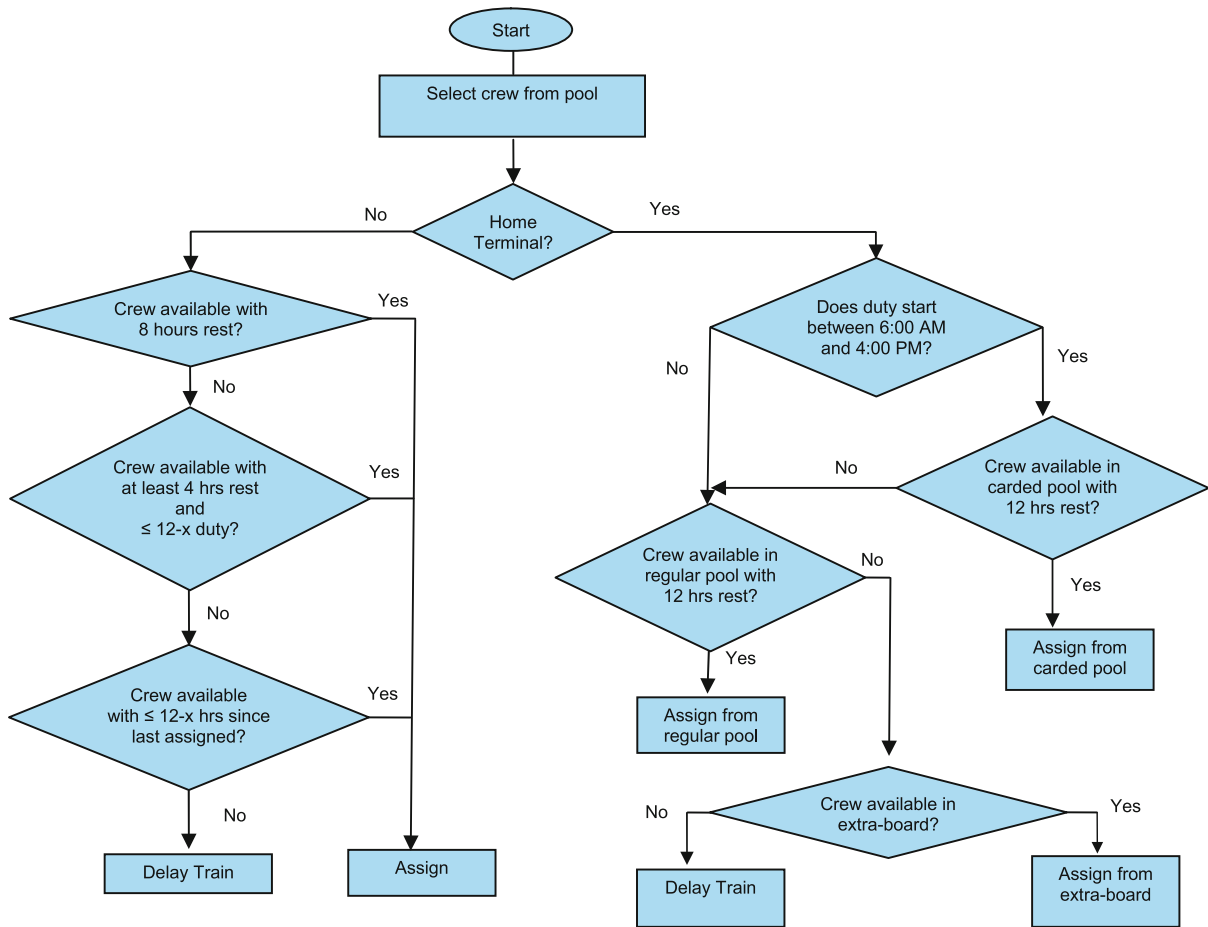 Start
Select crew from pool
No
Yes
Home
Terminal?
Crew available with
8 hours rest?
Yes
No
Crew available with
at least 4 hrs rest
and
≤ 12-x duty?
Yes
No
Crew available
with ≤ 12-x hrs since
last assigned?
Yes
No
Delay Train
Assign
Does duty start
between 6:00 AM
and 4:00 PM?
No
Yes
Crew available in
carded pool with
12 hrs rest?
No
Yes
Assign from
carded pool
Crew available in
regular pool with
12 hrs rest?
No
Yes
Assign from
regular pool
Crew available in
extra-board?
No
Yes
Delay Train
Assign from
extra-board